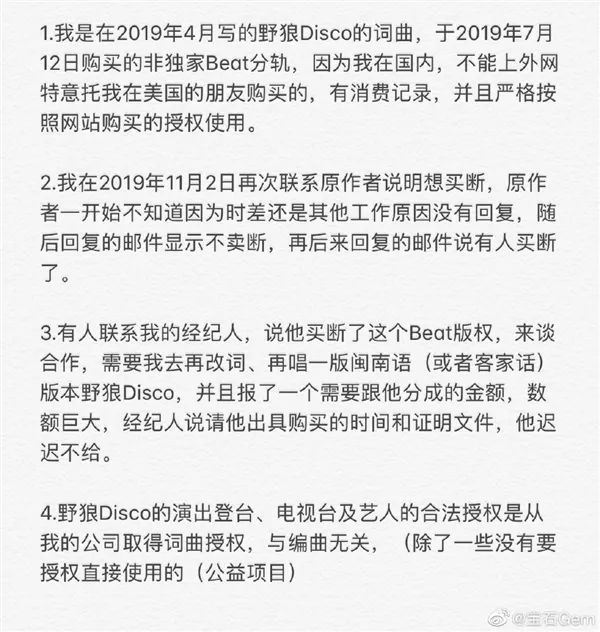 1.我是在2019年4月写的野狼Disco的词曲，于2019年7月
12日购买的非独家Beat分轨，因为我在国内，不能上外网
特意托我在美国的朋友购买的，有消费记录，并且严格按
照网站购买的授权使用。
2.我在2019年11月2日再次联系原作者说明想买断，原作
者一开始不知道因为时差还是其他工作原因没有回复，随
后回复的邮件显示不卖断，再后来回复的邮件说有人买断
了。
3.有人联系我的经纪人，说他买断了这个Beat版权，来谈
合作，需要我去再改词、再唱一版闽南语（或者客家话）
版本野狼Disco，并且报了一个需要跟他分成的金额，数
额巨大，经纪人说请他出具购买的时间和证明文件，他迟
迟不给。
4.野狼Disco的演出登台、电视台及艺人的合法授权是从
我的公司取得词曲授权，与编曲无关，（除了一些没有要
授权直接使用的（公益项目）
@宝石Gem